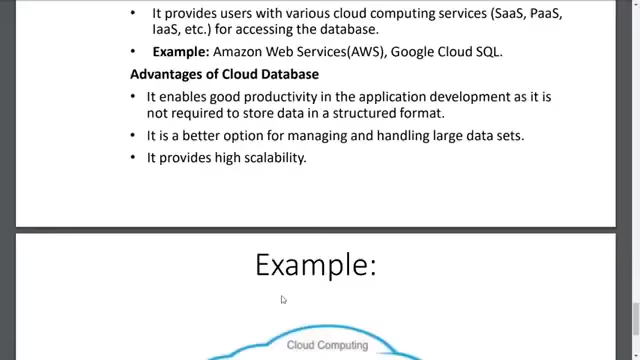 • It provides users with various cloud computing services (SaaS, PaaS,
IaaS, etc.) for accessing the database.
• Example: Amazon Web Services(AWS), Google Cloud SQL.
Advantages of Cloud Database
• It enables good productivity in the application development as it is
not required to store data in a structured format.
• It is a better option for managing and handling large data sets.
• It provides high scalability.
Example:
Cloud Computing